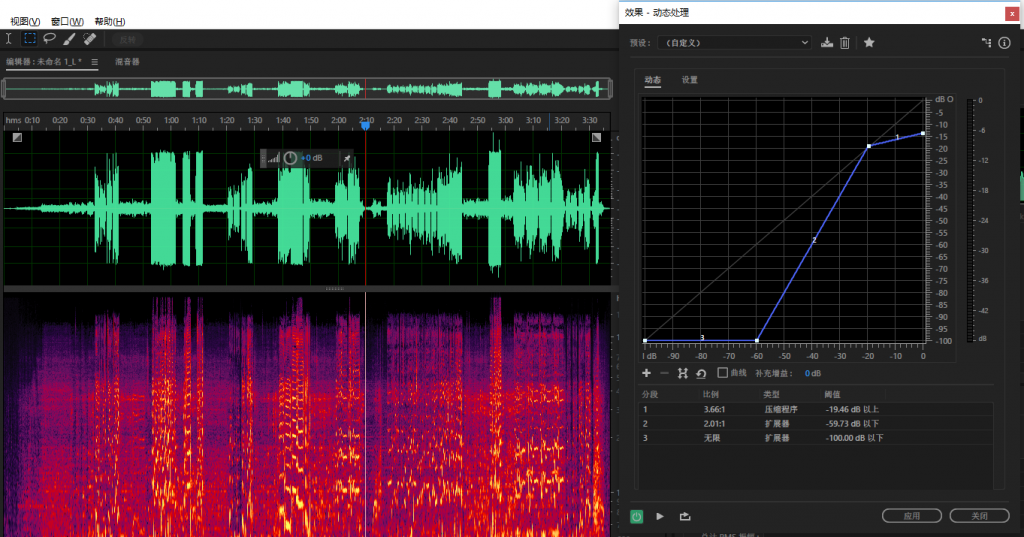 效果 - 动态处理
x
视图(V) 窗口(W) 帮助(H)
反转
预设: (自定义)
编辑器:未命名 1_L * 混音器
动态 设置
hms 0:10 0:20 0:30 0:40 0:50 1:00 1:10 1:20 1:30 1:40 1:50 2:00 2:10 2:20 2:30 2:40 2:50 3:00 3:10 3:20 3:30
+0 dB
dB
-5
-10
-15
-20
-25
-30
-35
-40
-45
-50
-55
-60
-65
-70
-75
-80
-85
-90
-95
-100
1
2
3
0
-6
-12
-18
-24
-30
-36
-42
dB
dB -90 -80 -70 -60 -50 -40 -30 -20 -10 0
曲线 补充增益: 0 dB
分段 比例 类型 阈值
1 3.66:1 压缩程序 -19.46 dB 以上
2 2.01:1 扩展器 -59.73 dB 以下
3 无限 扩展器 -100.00 dB 以下
应用 关闭